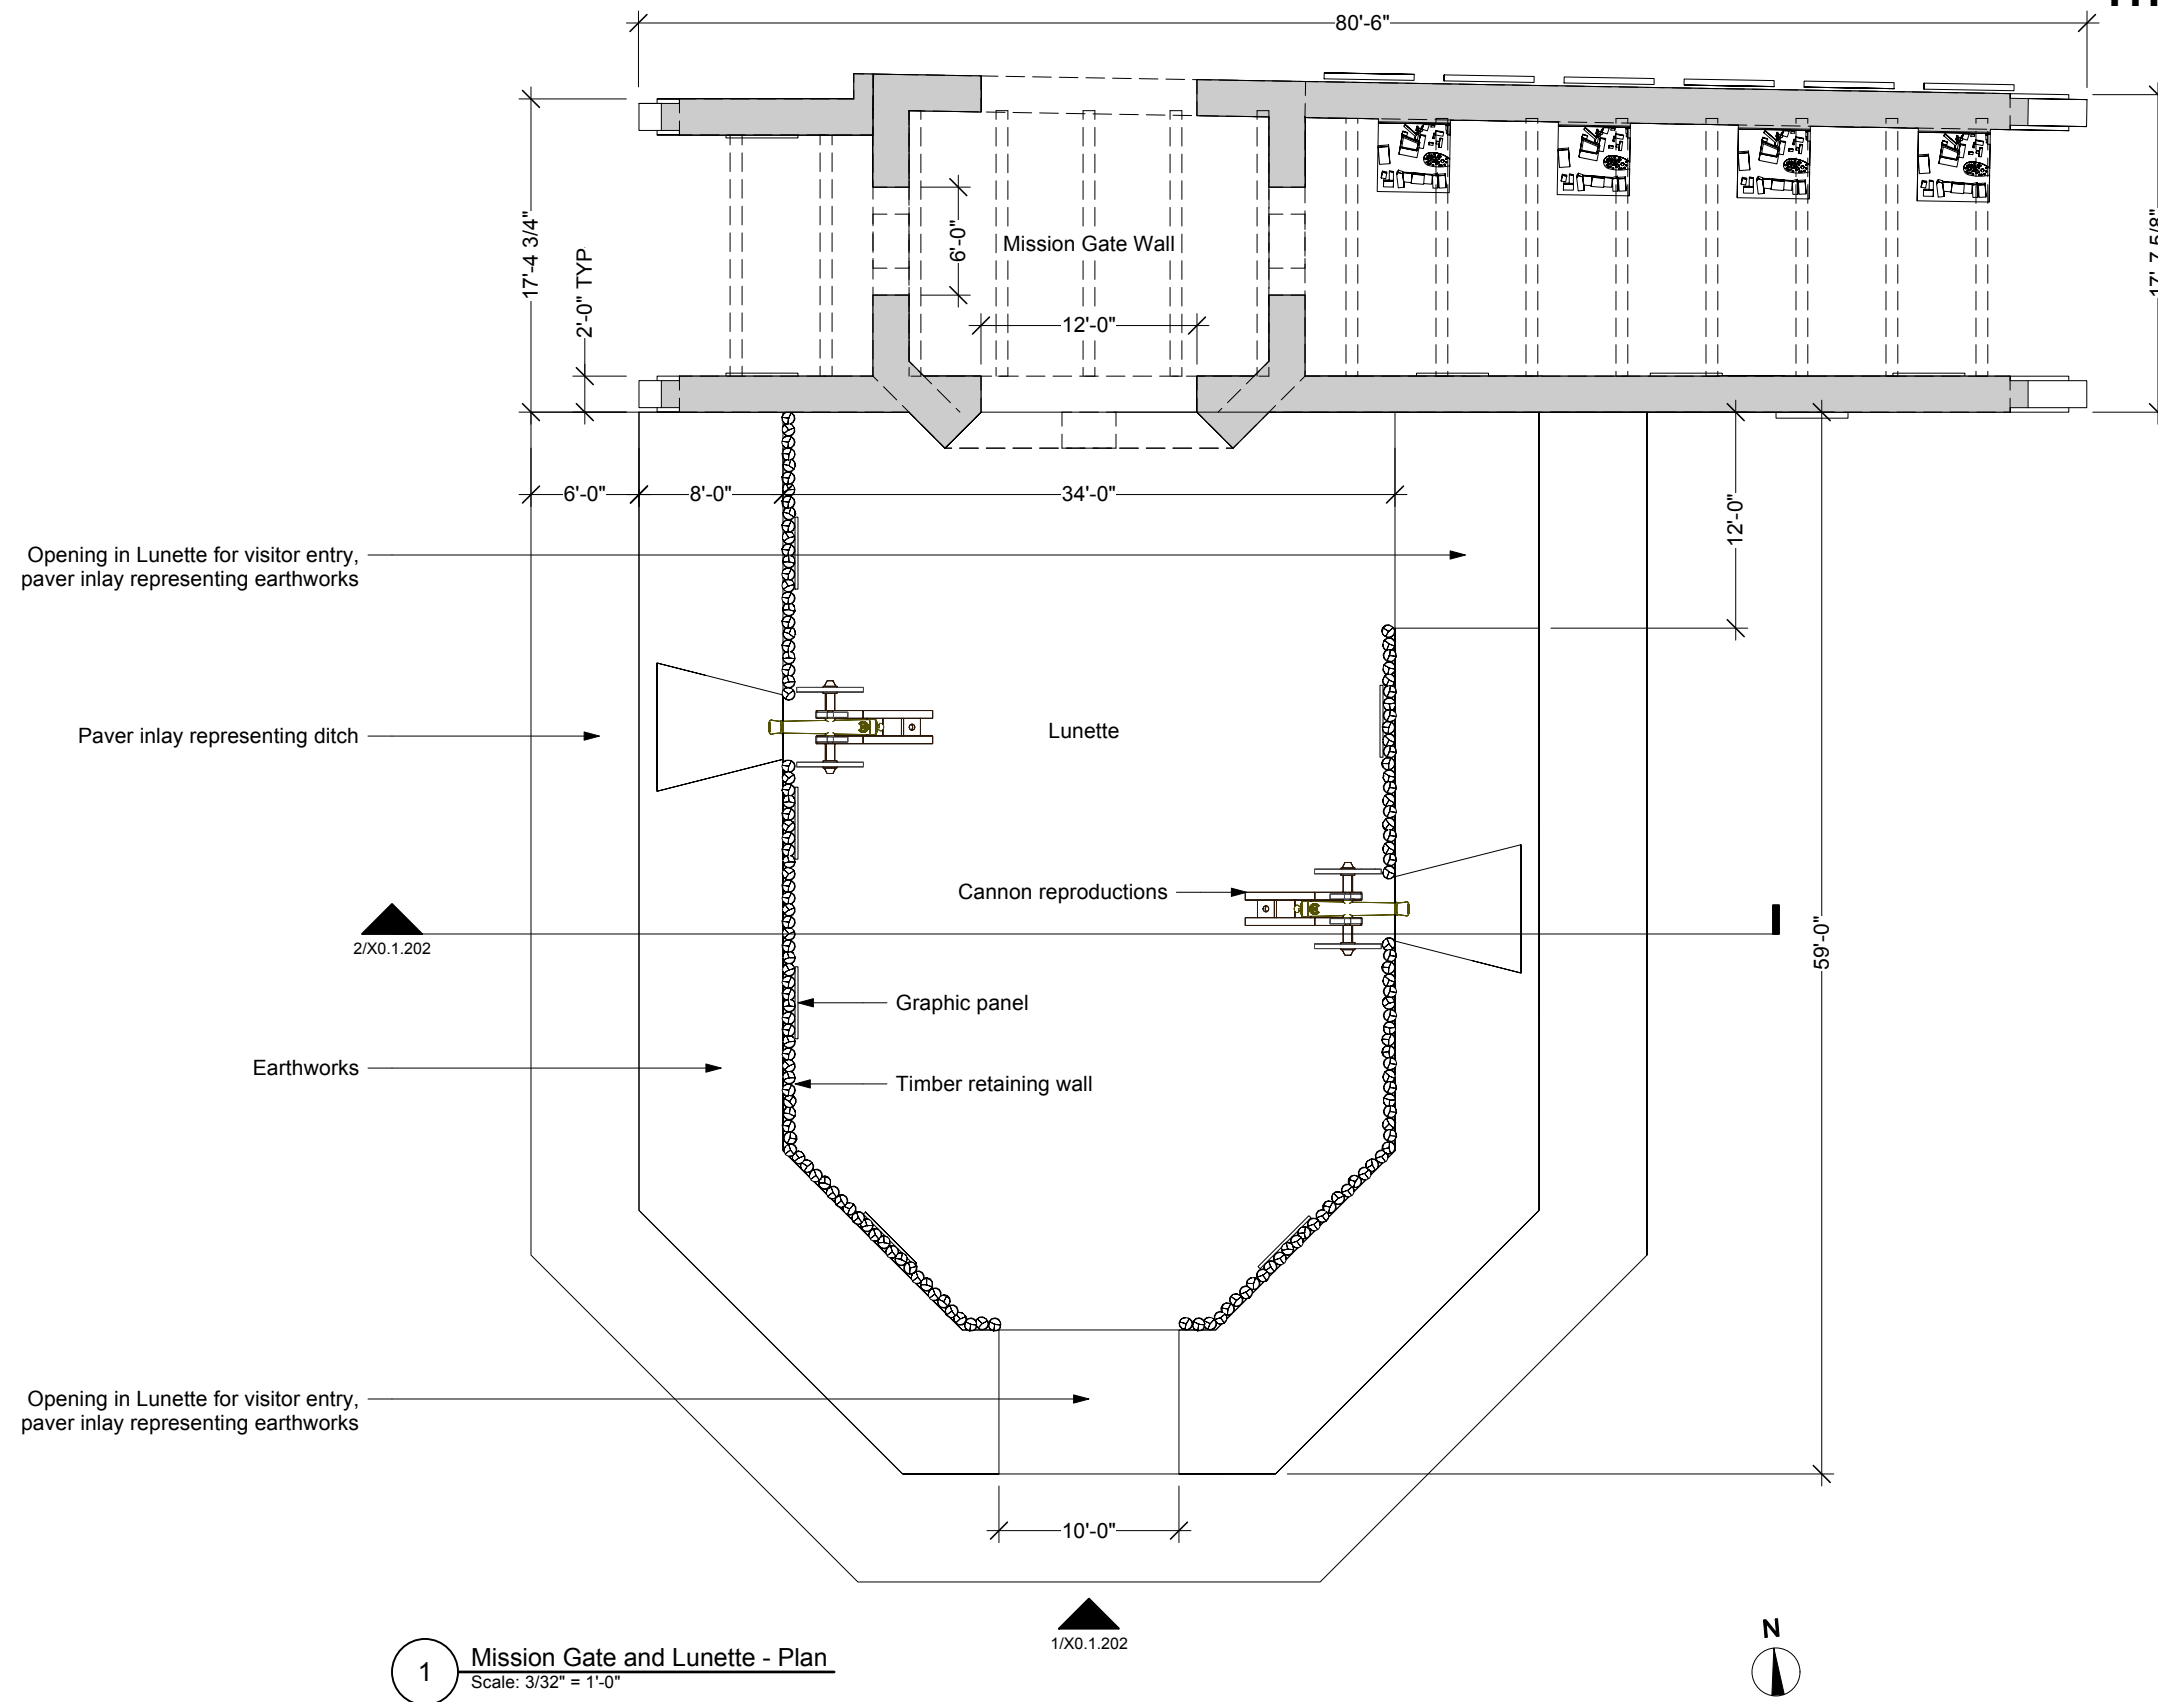 80'-6"
17'-4 3/4"
2'-0" TYP.
6'-0"
Mission Gate Wall
12'-0"
17'-7 5/8"
6'-0"
8'-0"
34'-0"
12'-0"
Opening in Lunette for visitor entry,
paver inlay representing earthworks
Paver inlay representing ditch
Lunette
Cannon reproductions
2/X0.1.202
59'-0"
Graphic panel
Earthworks
Timber retaining wall
Opening in Lunette for visitor entry,
paver inlay representing earthworks
10'-0"
1/X0.1.202
N
1
Mission Gate and Lunette - Plan
Scale: 3/32" = 1'-0"